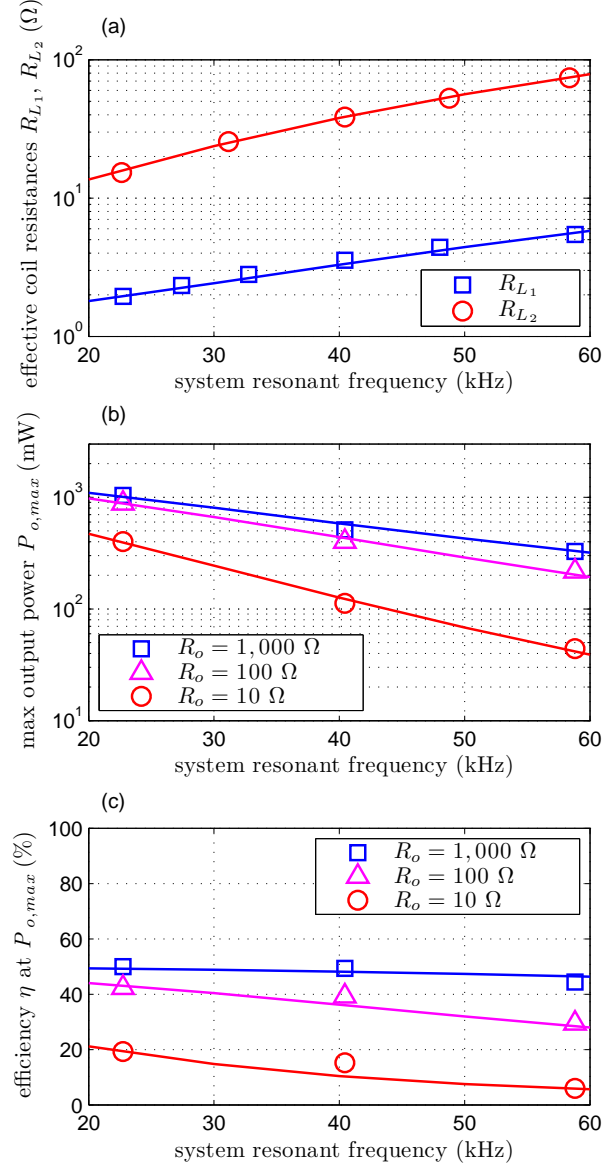 (a)
effective coil resistances R_{L_1}, R_{L_2} (Ω)
10^2
10^1
10^0
20 30 40 50 60
system resonant frequency (kHz)
R_{L_1}
R_{L_2}
(b)
max output power P_{o,max} (mW)
10^3
10^2
10^1
R_o = 1,000 Ω
R_o = 100 Ω
R_o = 10 Ω
20 30 40 50 60
system resonant frequency (kHz)
(c)
efficiency η at P_{o,max} (%)
100
80
60
40
20
0
R_o = 1,000 Ω
R_o = 100 Ω
R_o = 10 Ω
20 30 40 50 60
system resonant frequency (kHz)